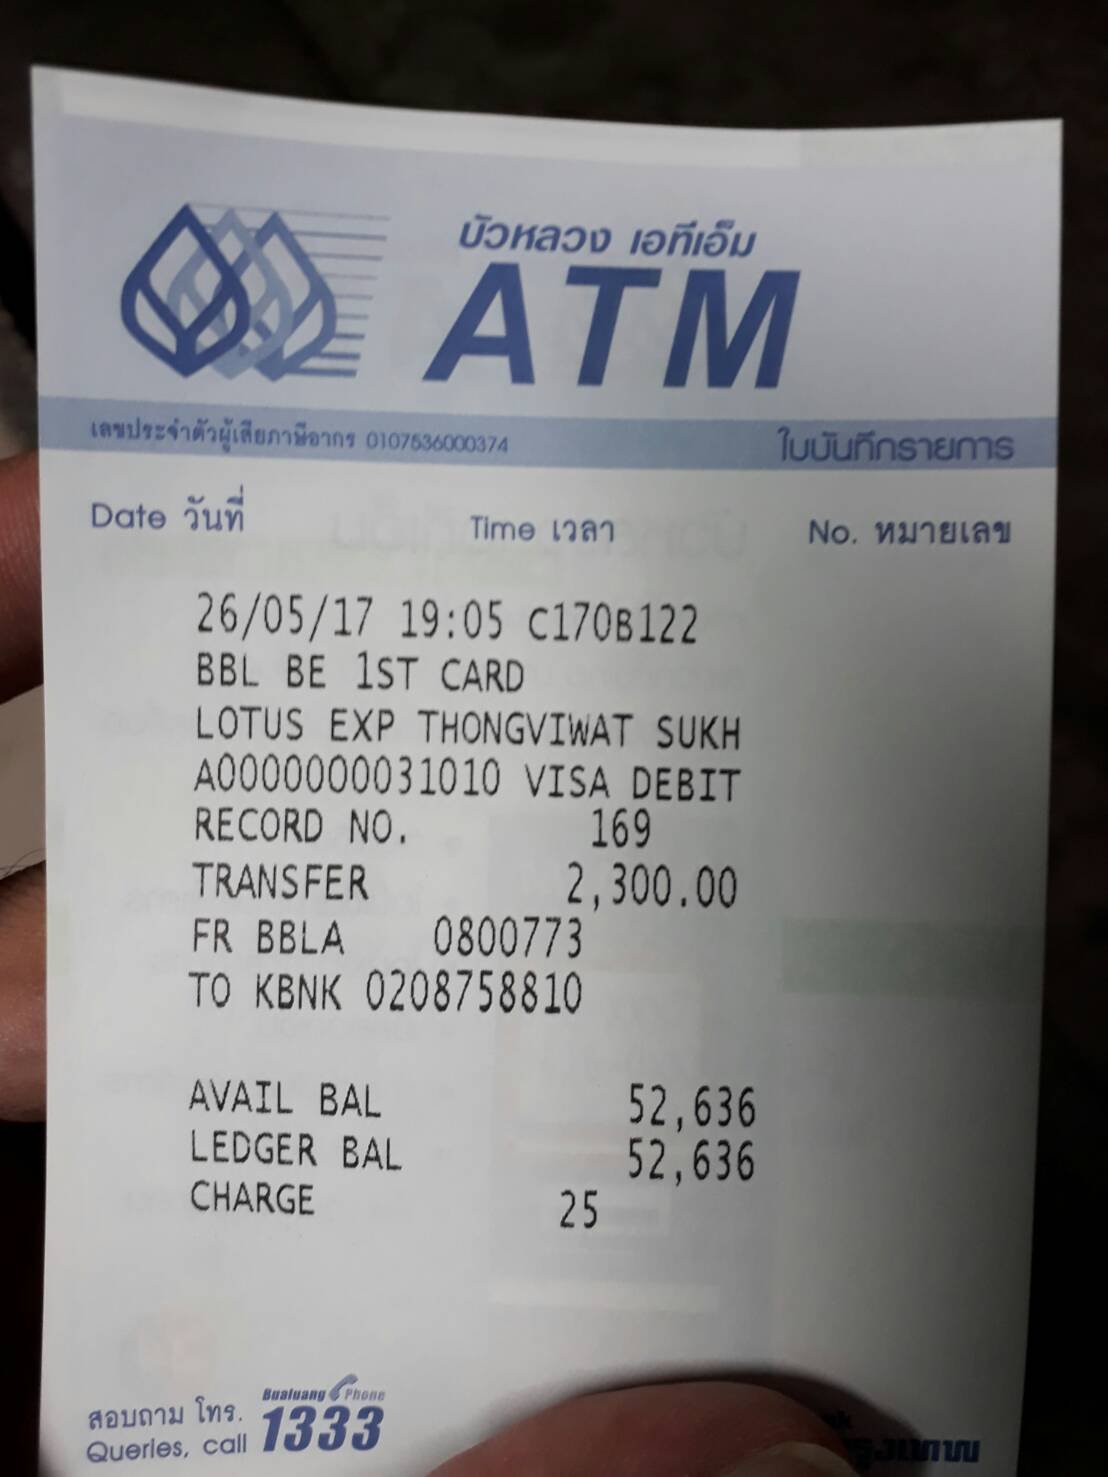 บัวหลวง เอทีเอ็ม
ATM
เลขประจำตัวผู้เสียภาษีอากร 0107536000374 ใบบันทึกรายการ
Date วันที่ Time เวลา No. หมายเลข
26/05/17 19:05 C170B122
BBL BE 1ST CARD
LOTUS EXP THONGVIWAT SUKH
A0000000031010 VISA DEBIT
RECORD NO. 169
TRANSFER 2,300.00
FR BBLA 0800773
TO KBNK 0208758810
AVAIL BAL 52,636
LEDGER BAL 52,636
CHARGE 25
สอบถาม โทร.
Queries, call
Bualuang Phone
1333